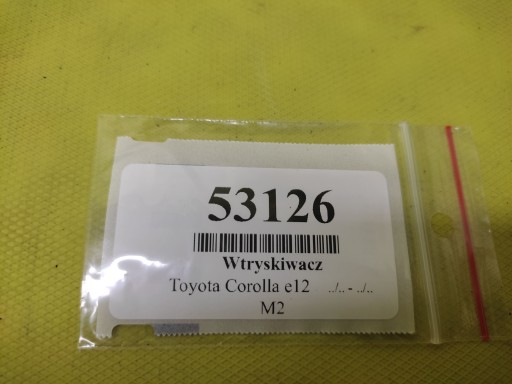 53126
Wtryskiwacz
Toyota Corolla e12 ../.. - ../..
M2